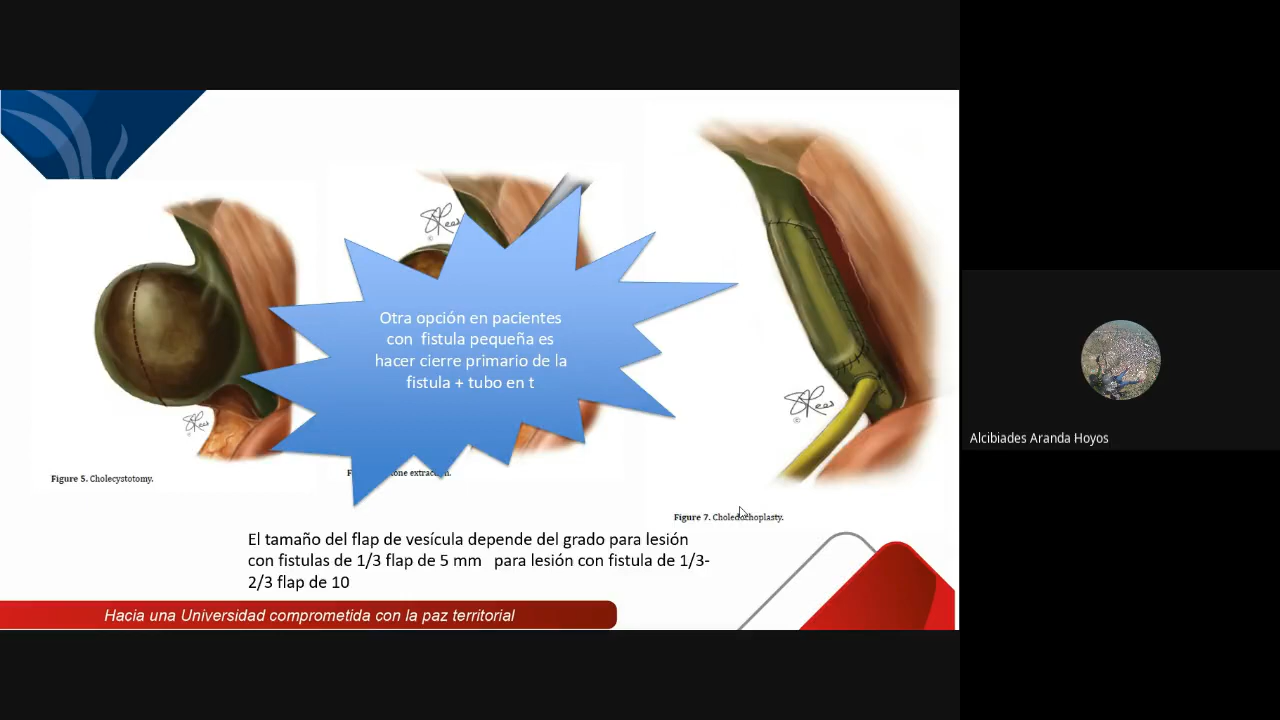 Otra opción en pacientes
con fistula pequeña es
hacer cierre primario de la
fistula + tubo en t
Figure 5. Cholecystotomy.
one extraction.
Figure 7. Choledochoplasty.
El tamaño del flap de vesícula depende del grado para lesión
con fistulas de 1/3 flap de 5 mm para lesión con fistula de 1/3-
2/3 flap de 10
Hacia una Universidad comprometida con la paz territorial
Alcibiades Aranda Hoyos